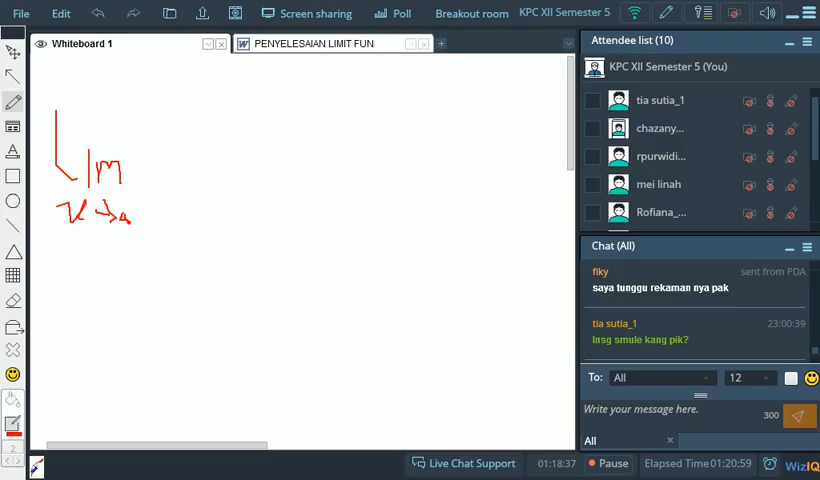 File
Edit
Screen sharing
Poll
Breakout room
KPC XII Semester 5
Whiteboard 1
PENYELESAIAN LIMIT FUN
Attendee list (10)
KPC XII Semester 5 (You)
tia sutia_1
chazany...
rpurwidi...
mei linah
Rofiana_...
Lim
x → a
Chat (All)
fiky
sent from PDA
saya tunggu rekaman nya pak
tia sutia_1
23:00:39
Insg smule kang pik?
To:
All
12
Write your message here.
300
All
2
Live Chat Support
01:18:37
Pause
Elapsed Time: 01:20:59
WizIQ